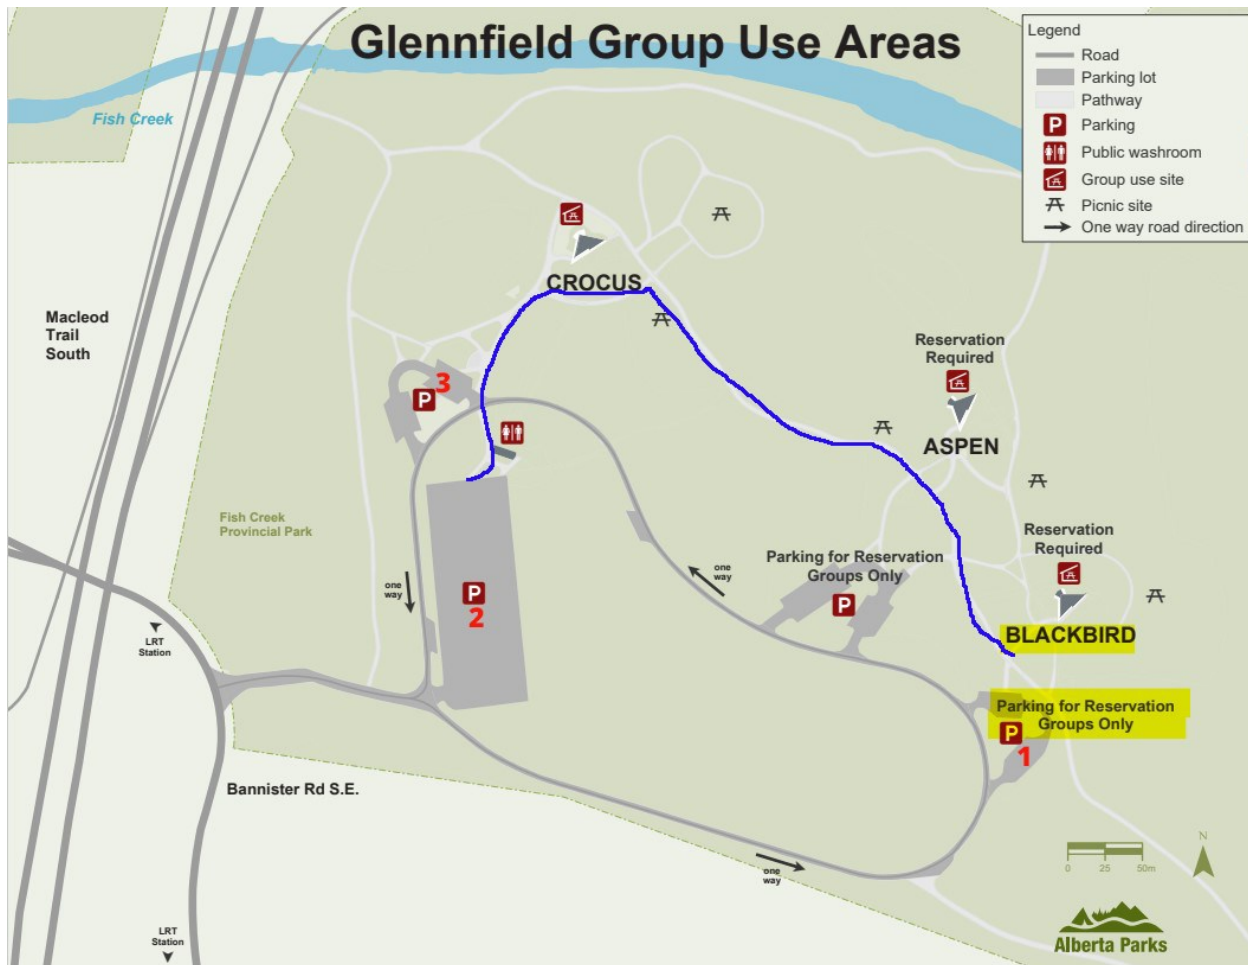 Glennfield Group Use Areas
Legend
Road
Parking lot
Pathway
P
Parking
Public washroom
Group use site
Picnic site
One way road direction
Fish Creek
Macleod
Trail
South
CROCUS
Reservation
Required
ASPEN
3
P
Fish Creek
Provincial Park
Parking for Reservation
Groups Only
P
Reservation
Required
BLACKBIRD
one
way
one
way
P
2
LRT
Station
Parking for Reservation
Groups Only
P
1
Bannister Rd S.E.
one
way
N
0 25 50m
LRT
Station
Alberta Parks